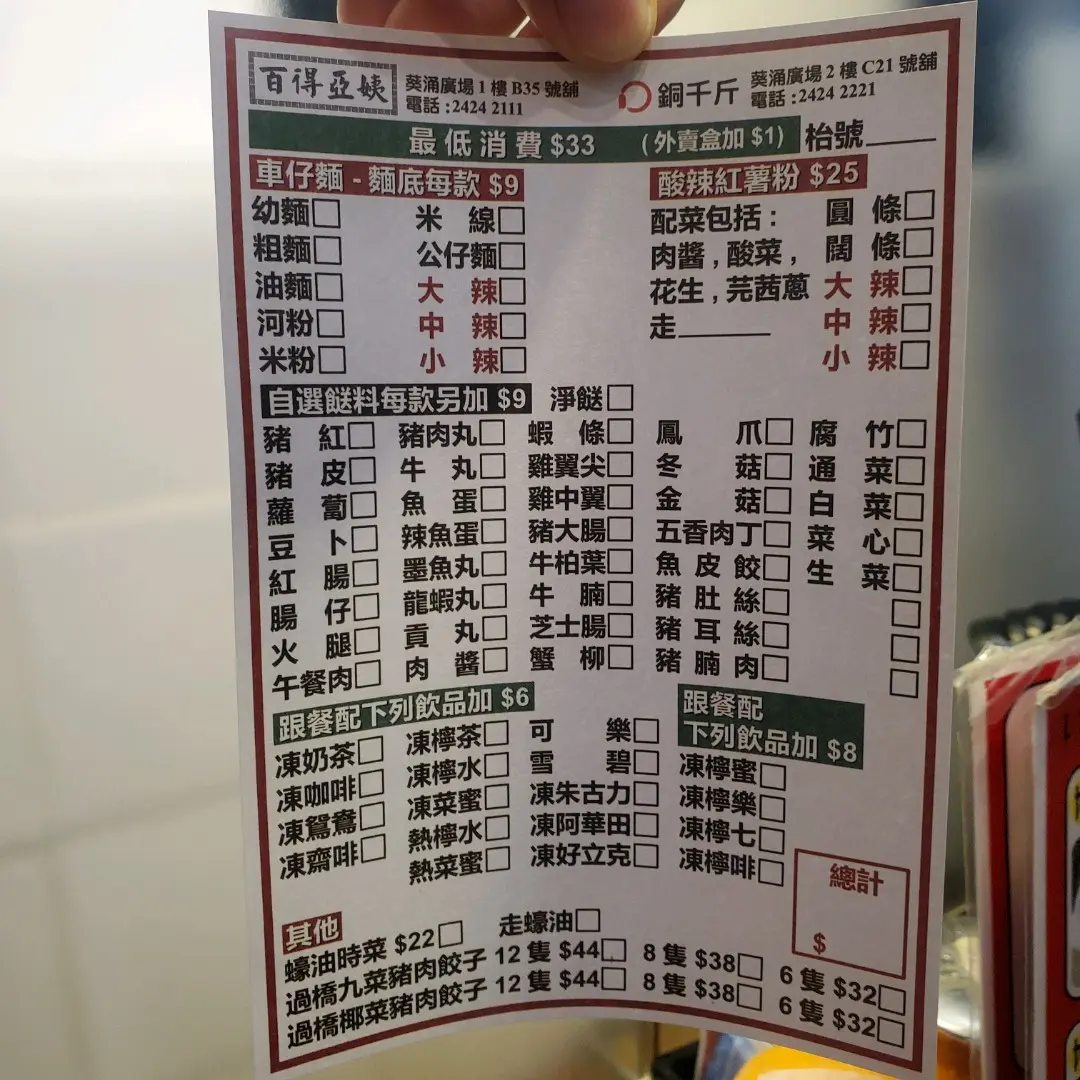 百得亞姨 葵涌廣場1樓B35號舖 銅千斤 葵涌廣場2樓C21號舖
電話:2424 2111 電話:2424 2221
最低消費 $33 (外賣盒加 $1) 枱號
車仔麵 - 麵底每款 $9 酸辣紅薯粉 $25
幼麵 米線 配菜包括: 圓條
粗麵 公仔麵 肉醬,酸菜, 闊條
油麵 大辣 花生,芫茜蔥 大辣
河粉 中辣 走 中辣
米粉 小辣 小辣
自選餸料每款另加 $9 淨餸
豬紅 豬肉丸 蝦條 鳳爪 腐竹
豬皮 牛丸 雞翼尖 冬菇 通菜
蘿蔔 魚蛋 雞中翼 金菇 白菜
豆卜 辣魚蛋 豬大腸 五香肉丁 菜心
紅腸 墨魚丸 牛柏葉 魚皮餃 生菜
腸仔 龍蝦丸 牛腩 豬肚絲
火腿 貢丸 芝士腸 豬耳絲
午餐肉 肉醬 蟹柳 豬腩肉
跟餐配下列飲品加 $6 跟餐配
下列飲品加 $8
凍奶茶 凍檸茶 可樂 凍檸蜜
凍咖啡 凍檸水 雪碧 凍檸樂
凍鴛鴦 凍菜蜜 凍朱古力 凍檸七
凍齋啡 熱檸水 凍阿華田 凍檸啡
熱菜蜜 凍好立克
總計
$
其他
蠔油時菜 $22 走蠔油
過橋九菜豬肉餃子 12隻 $44 8隻 $38 6隻 $32
過橋椰菜豬肉餃子 12隻 $44 8隻 $38 6隻 $32